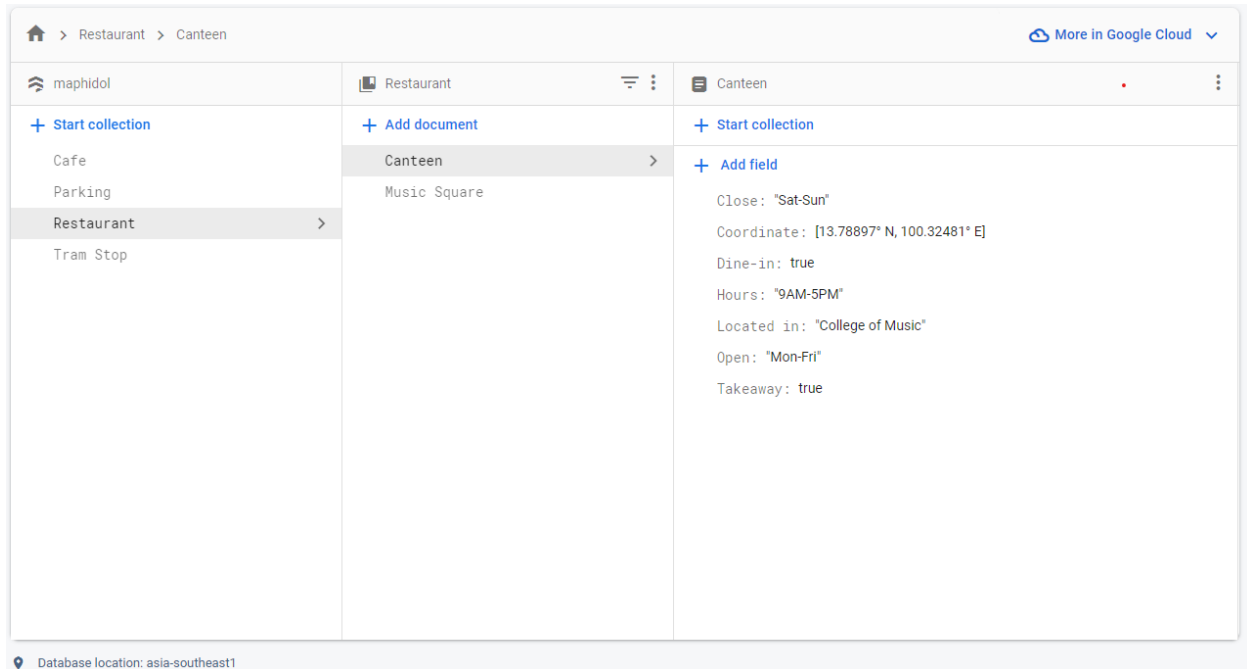 Restaurant > Canteen
More in Google Cloud
maphidol
Restaurant
Canteen
+ Start collection
Cafe
Parking
Restaurant
Tram Stop
+ Add document
Canteen
Music Square
+ Start collection
+ Add field
Close: "Sat-Sun"
Coordinate: [13.78897° N, 100.32481° E]
Dine-in: true
Hours: "9AM-5PM"
Located in: "College of Music"
Open: "Mon-Fri"
Takeaway: true
Database location: asia-southeast1